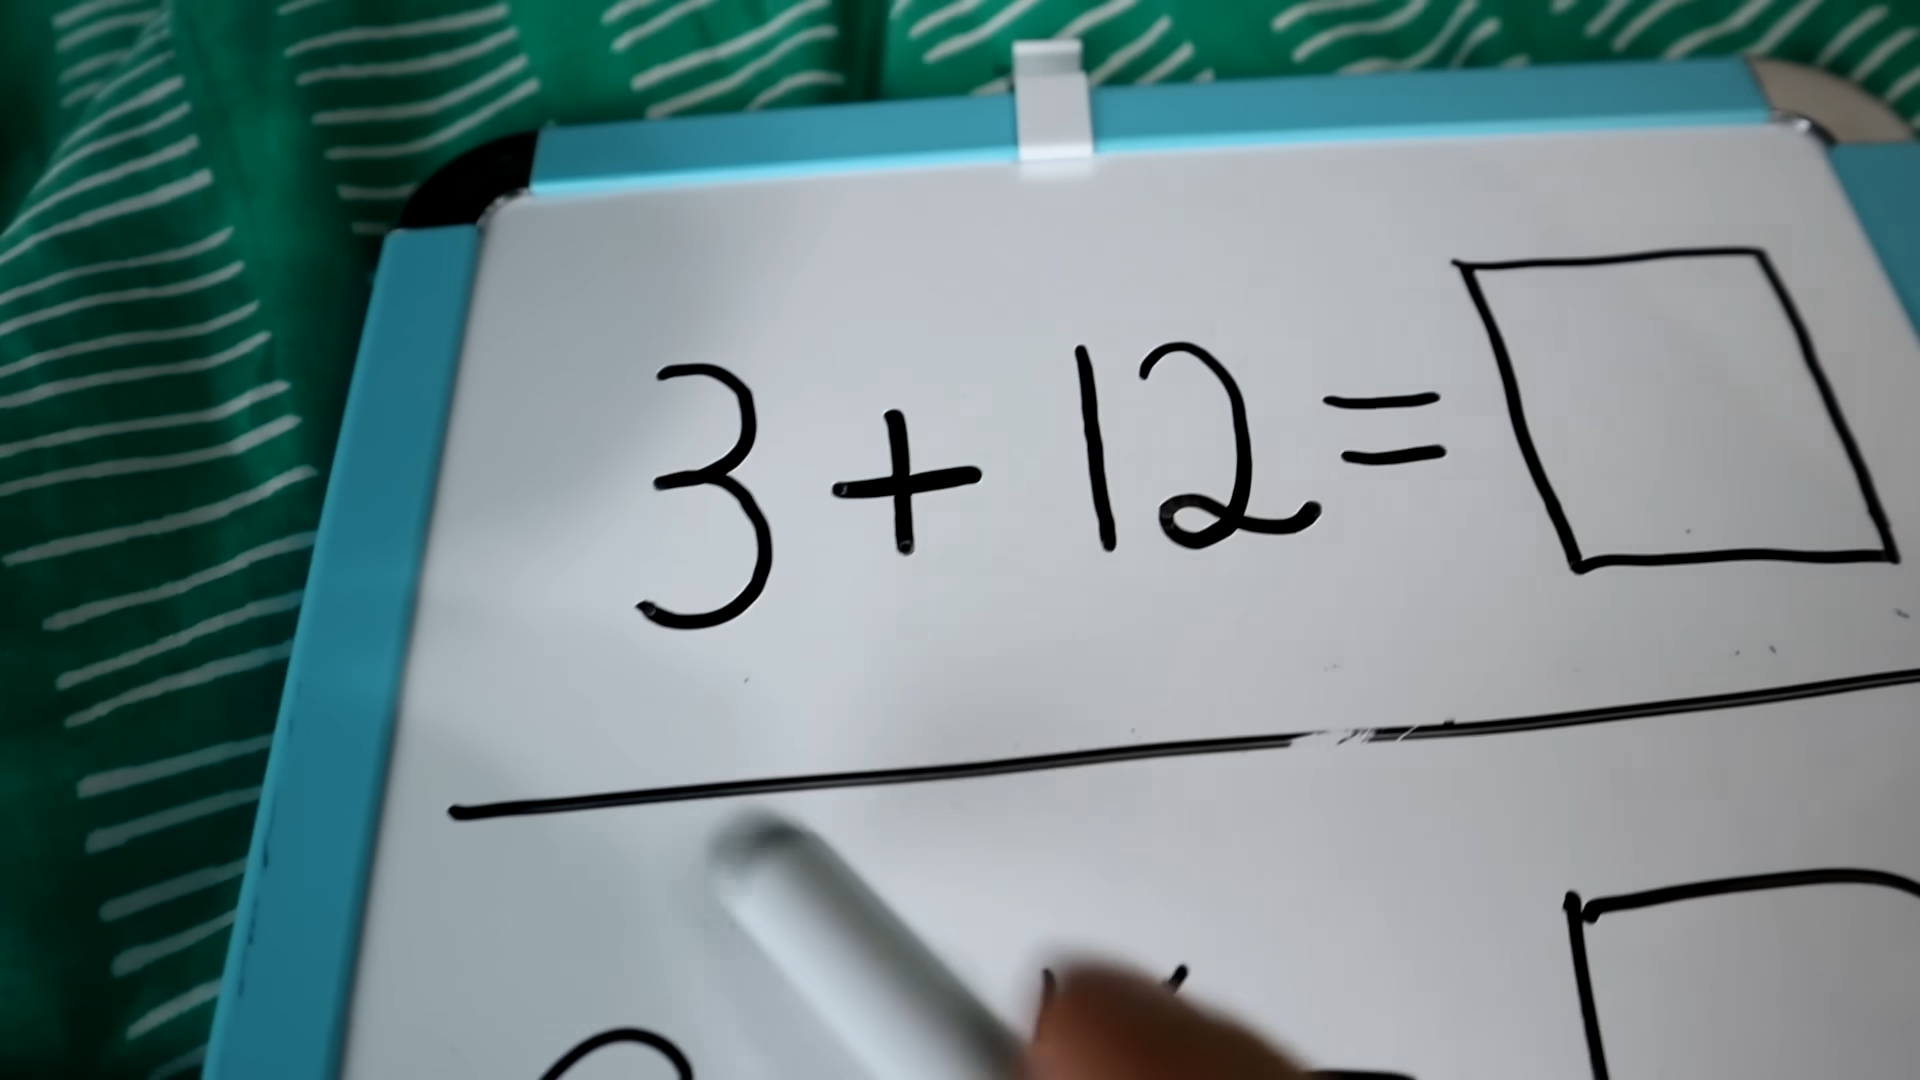 3 + 12 =